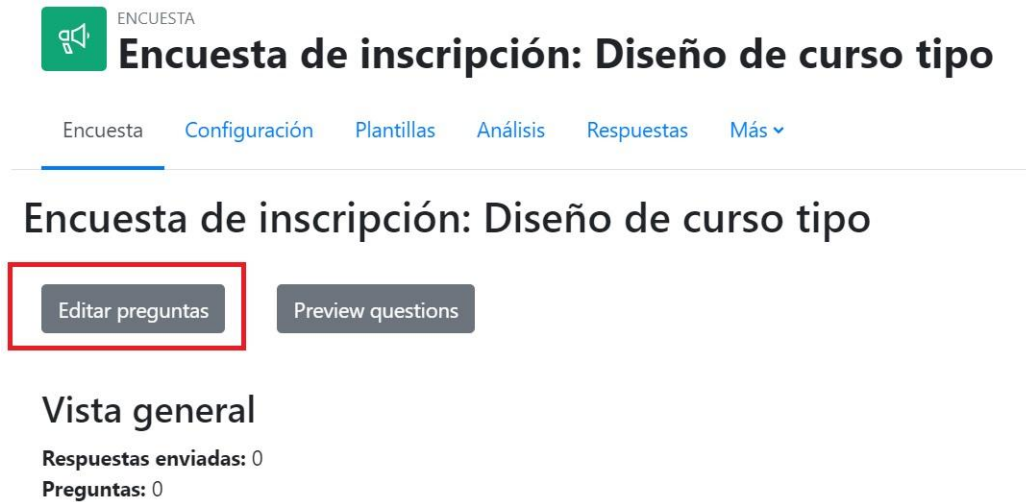 ENCUESTA
Encuesta de inscripción: Diseño de curso tipo
Encuesta Configuración Plantillas Análisis Respuestas Más
Encuesta de inscripción: Diseño de curso tipo
Editar preguntas Preview questions
Vista general
Respuestas enviadas: 0
Preguntas: 0